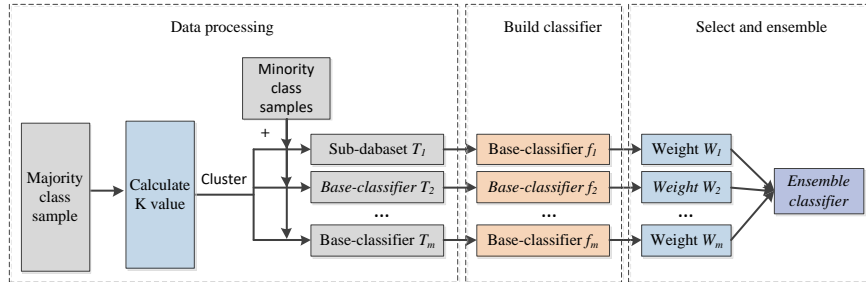 Data processing
Build classifier
Select and ensemble
Minority
class
samples
+
Majority
class
sample
Calculate
K value
Cluster
Sub-dabaset T1
Base-classifier f1
Weight W1
Base-classifier T2
Base-classifier f2
Weight W2
...
...
...
Base-classifier Tm
Base-classifier fm
Weight Wm
Ensemble
classifier